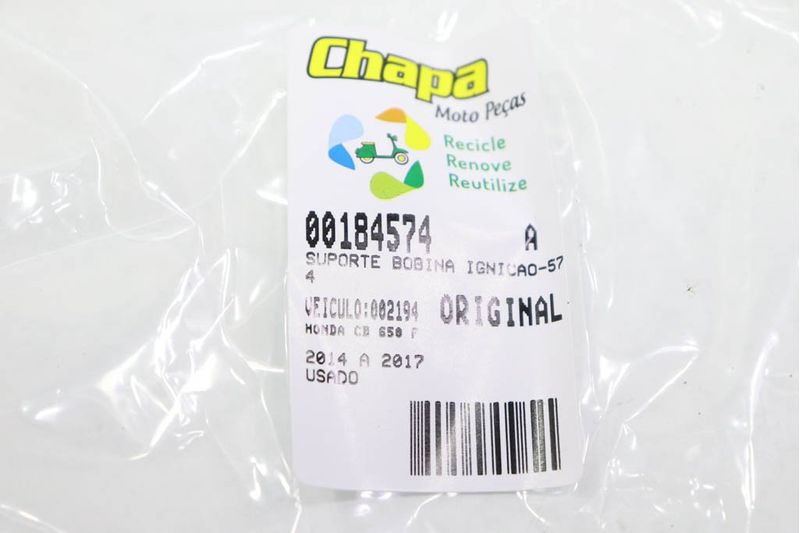 Chapa
Moto Peças
Recicle
Renove
Reutilize
00184574 A
SUPORTE BOBINA IGNICAO-57
4
VEICULO:002194 ORIGINAL
HONDA CB 650 F
2014 A 2017
USADO